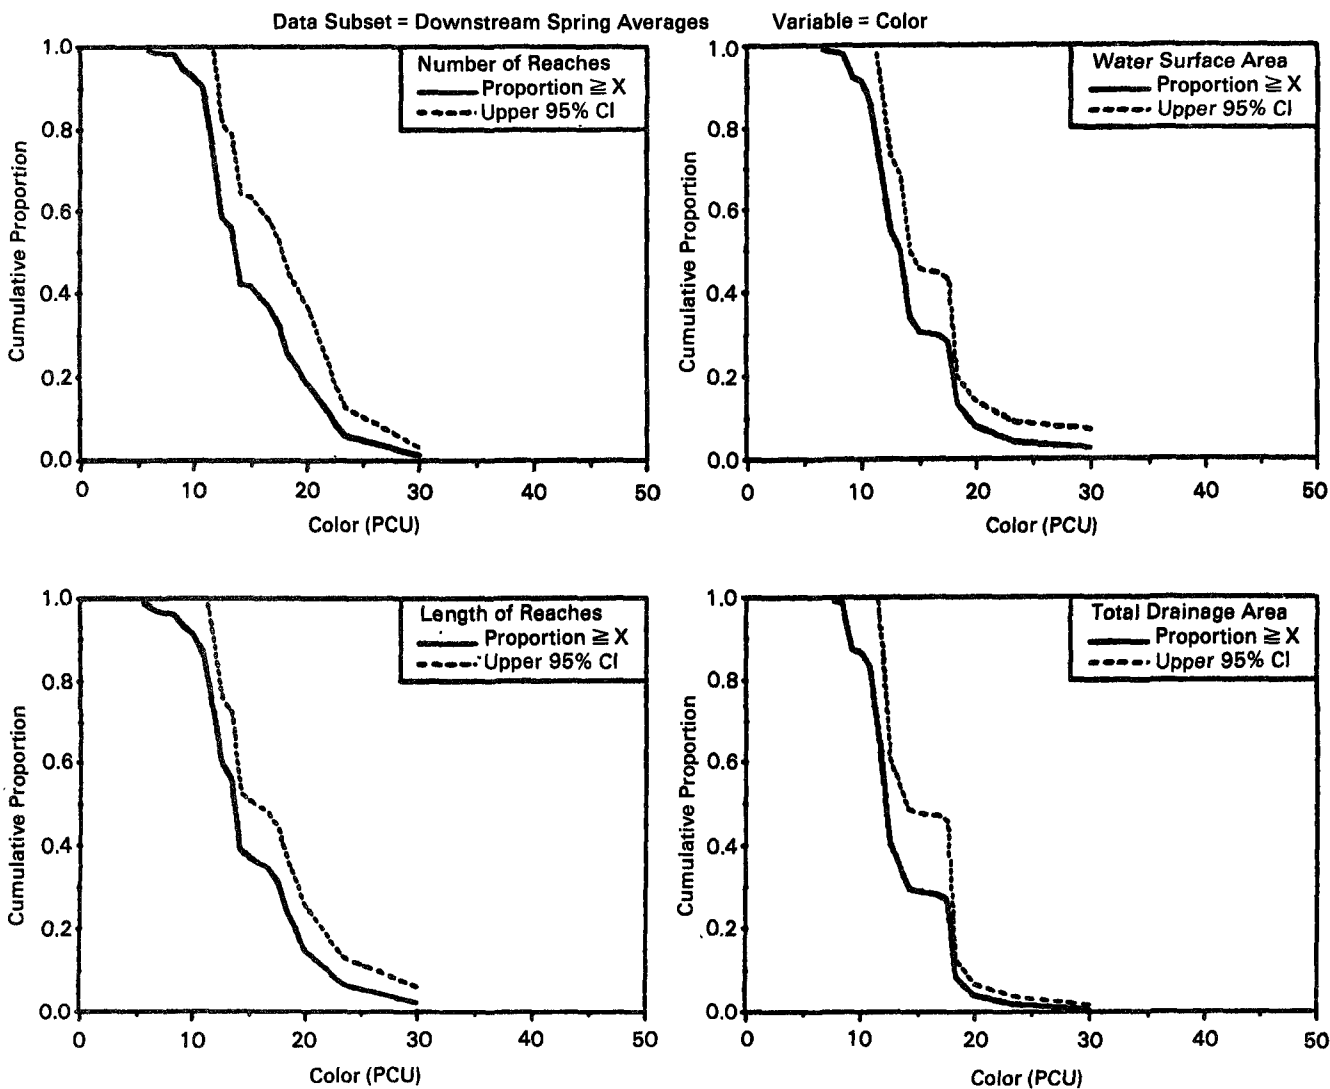 Data Subset = Downstream Spring Averages Variable = Color
Number of Reaches
Proportion ≧ X
Upper 95% CI
Cumulative Proportion
1.0
0.8
0.6
0.4
0.2
0.0
0 10 20 30 40 50
Color (PCU)
Water Surface Area
Proportion ≧ X
Upper 95% CI
Cumulative Proportion
1.0
0.8
0.6
0.4
0.2
0.0
0 10 20 30 40 50
Color (PCU)
Length of Reaches
Proportion ≧ X
Upper 95% CI
Cumulative Proportion
1.0
0.8
0.6
0.4
0.2
0.0
0 10 20 30 40 50
Color (PCU)
Total Drainage Area
Proportion ≧ X
Upper 95% CI
Cumulative Proportion
1.0
0.8
0.6
0.4
0.2
0.0
0 10 20 30 40 50
Color (PCU)